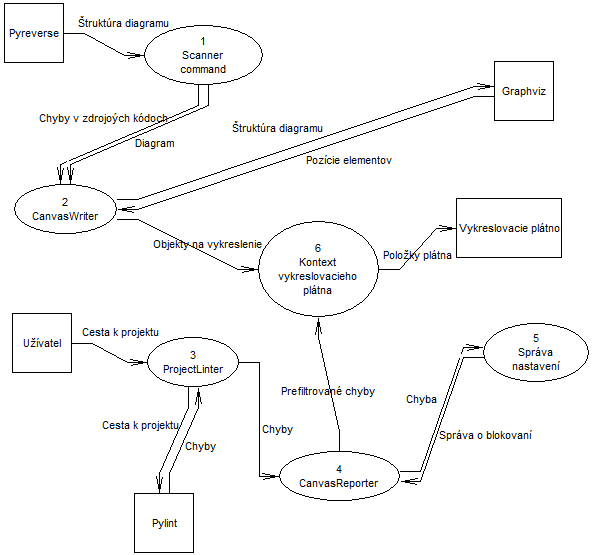 Štruktúra diagramu
Pyreverse
1
Scanner
command
Chyby v zdrojoých kódoch
Diagram
Štruktúra diagramu
Graphviz
Pozície elementov
2
CanvasWriter
Objekty na vykreslenie
6
Kontext
vykreslovacieho
plátna
Položky plátna
Vykreslovacie plátno
Užívatel
Cesta k projektu
3
ProjectLinter
5
Správa
nastavení
Prefiltrované chyby
Chyba
Cesta k projektu
Chyby
Chyby
Správa o blokovaní
4
CanvasReporter
Pylint